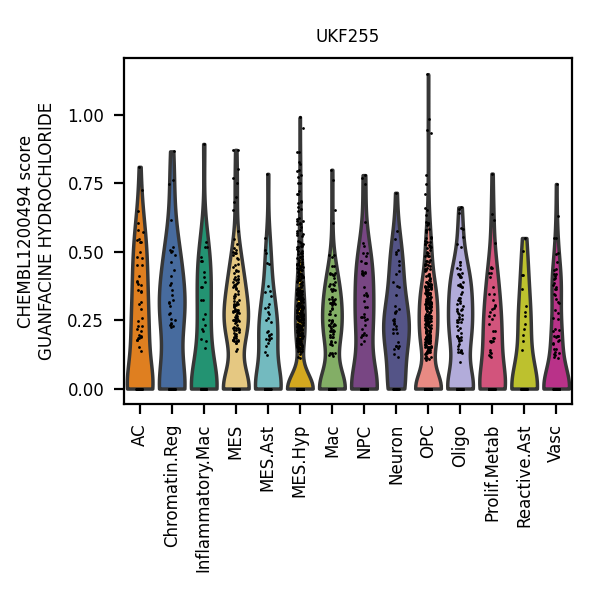 UKF255
CHEMBL1200494 score
GUANFACINE HYDROCHLORIDE
1.00
0.75
0.50
0.25
0.00
AC
Chromatin.Reg
Inflammatory.Mac
MES
MES.Ast
MES.Hyp
Mac
NPC
Neuron
OPC
Oligo
Prolif.Metab
Reactive.Ast
Vasc